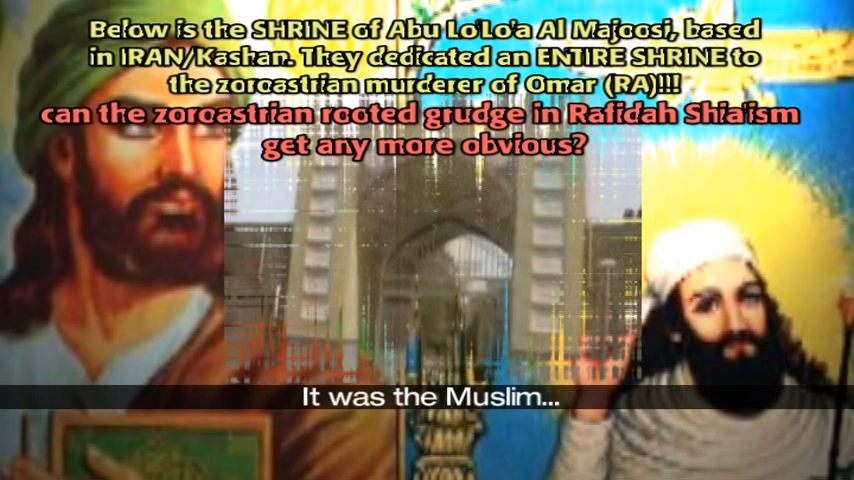 Below is the SHRINE of Abu Lo'Lo'a Al Majoosi, based
in IRAN/Kashan. They dedicated an ENTIRE SHRINE to
the zoroastrian murderer of Omar (RA)!!!
can the zoroastrian rooted grudge in Rafidah Shia'ism
get any more obvious?
It was the Muslim...